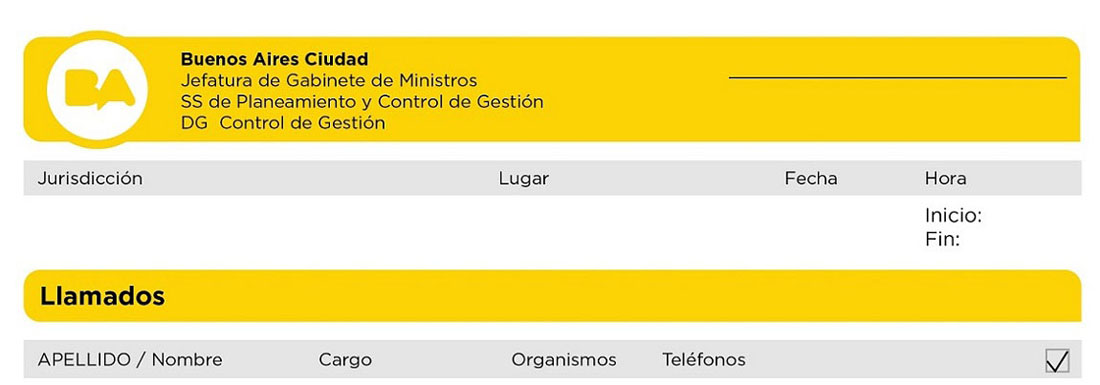 BA
Buenos Aires Ciudad
Jefatura de Gabinete de Ministros
SS de Planeamiento y Control de Gestión
DG Control de Gestión
Jurisdicción Lugar Fecha Hora
Inicio:
Fin:
Llamados
APELLIDO / Nombre Cargo Organismos Teléfonos